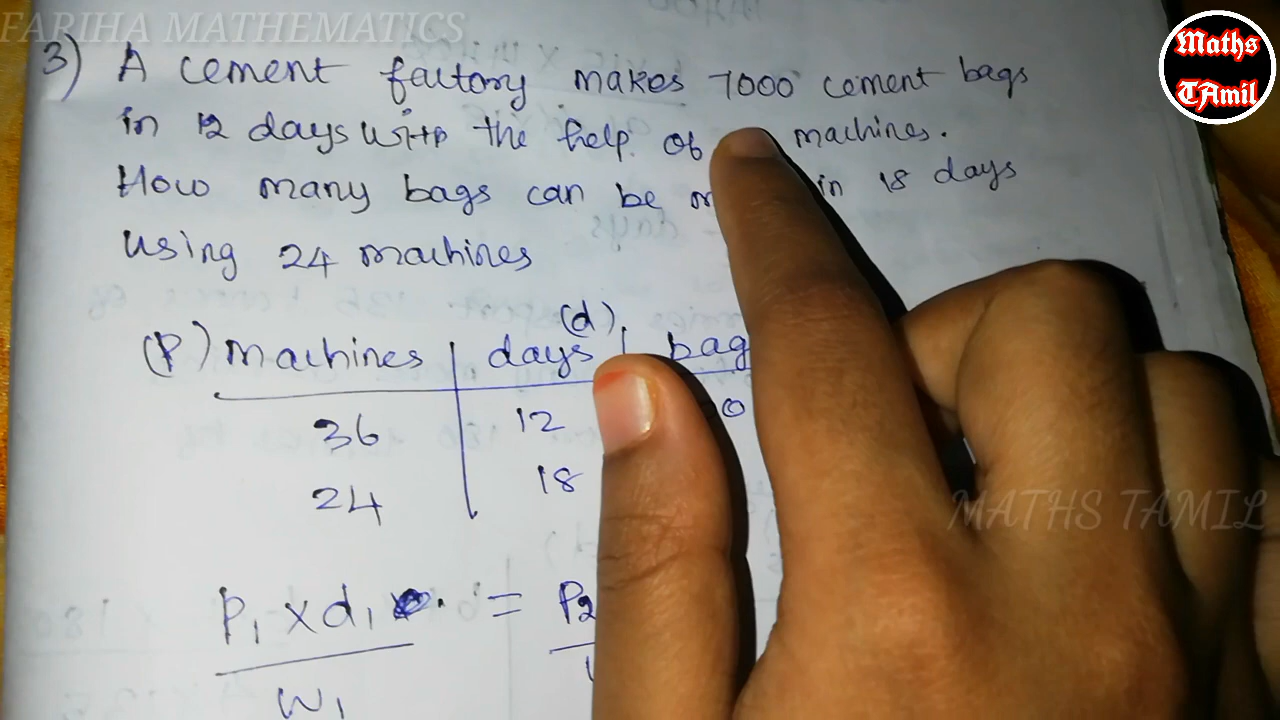 FARIHA MATHEMATICS
Maths
TAmil
3) A cement factory makes 7000 cement bags
in 12 days with the help of machines.
How many bags can be in 18 days
using 24 machines
(d)
(P) machines days bag
36 12 0
24 18
MATHS TAMIL
P1 x d1 = P2
W1